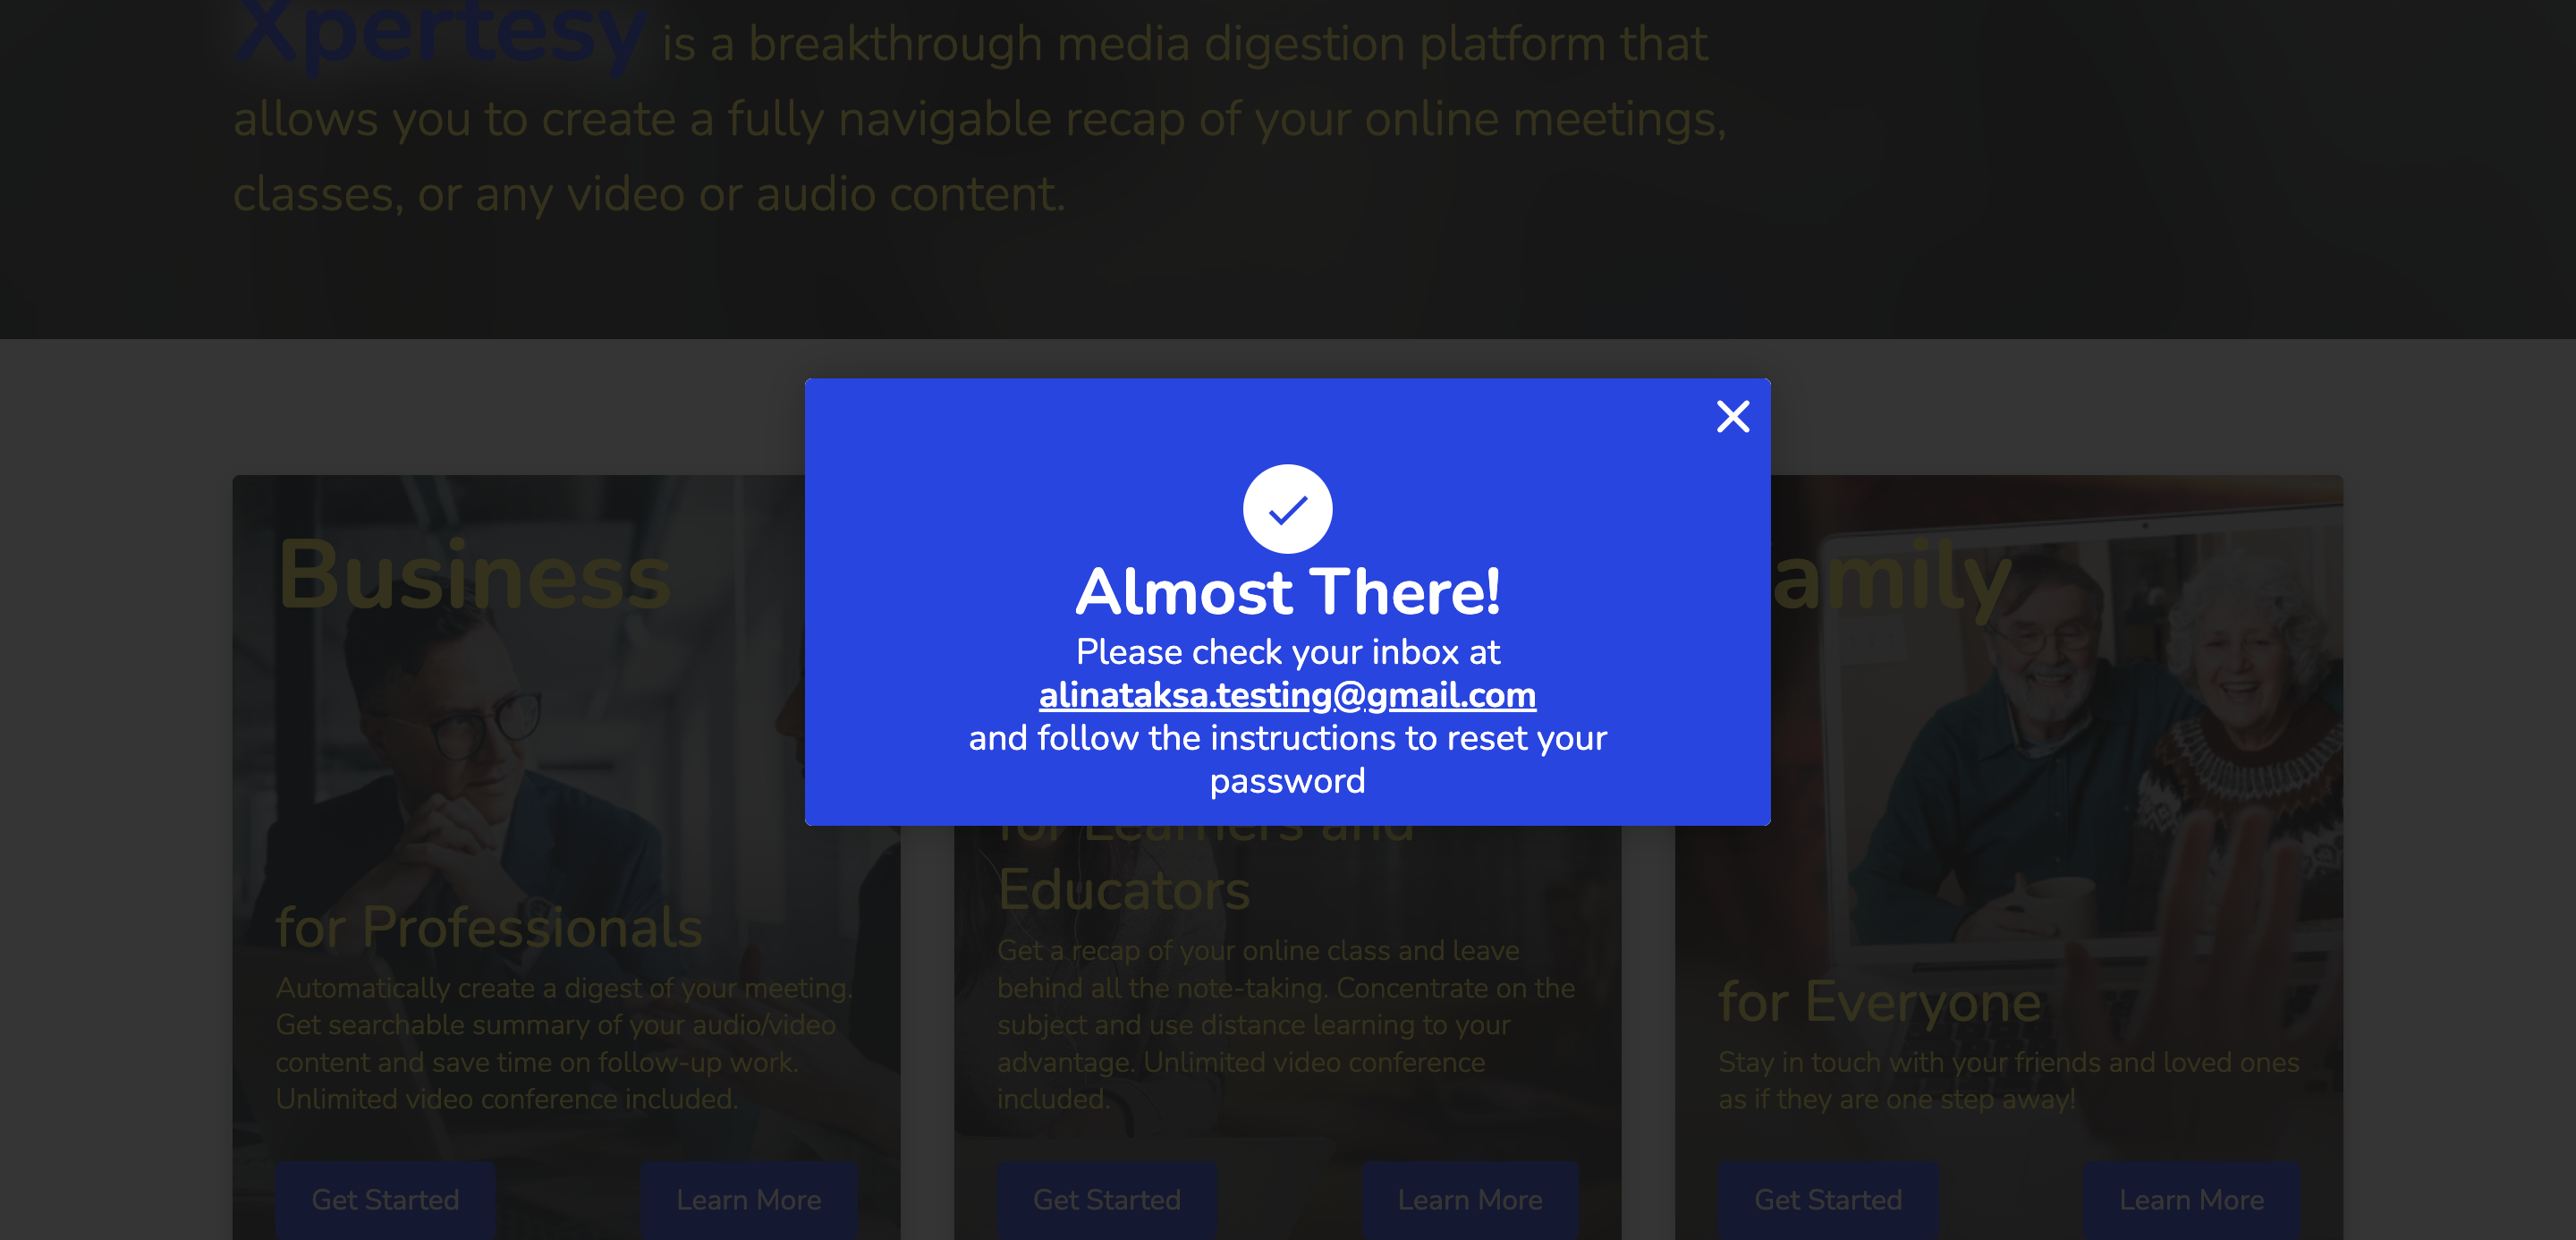 Xpertesy is a breakthrough media digestion platform that
allows you to create a fully navigable recap of your online meetings,
classes, or any video or audio content.
Almost There!
Please check your inbox at
alinataksa.testing@gmail.com
and follow the instructions to reset your
password
Business
for Professionals
Automatically create a digest of your meeting.
Get searchable summary of your audio/video
content and save time on follow-up work.
Unlimited video conference included.
Get Started
Learn More
for Learners and
Educators
Get a recap of your online class and leave
behind all the note-taking. Concentrate on the
subject and use distance learning to your
advantage. Unlimited video conference
included.
Get Started
Learn More
amily
for Everyone
Stay in touch with your friends and loved ones
as if they are one step away!
Get Started
Learn More